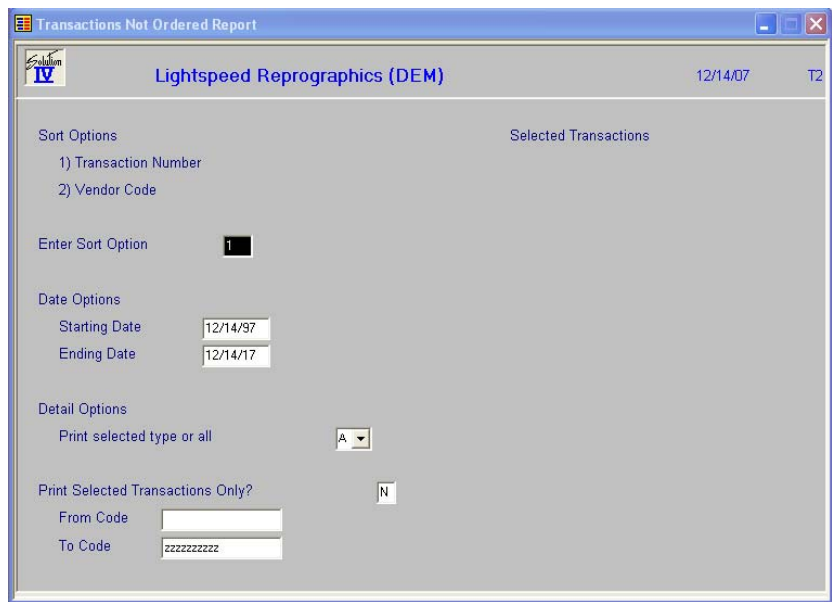 Transactions Not Ordered Report
Solution IV
Lightspeed Reprographics (DEM) 12/14/07 T2
Sort Options Selected Transactions
1) Transaction Number
2) Vendor Code
Enter Sort Option 1
Date Options
Starting Date 12/14/97
Ending Date 12/14/17
Detail Options
Print selected type or all A
Print Selected Transactions Only? N
From Code
To Code zzzzzzzzzz